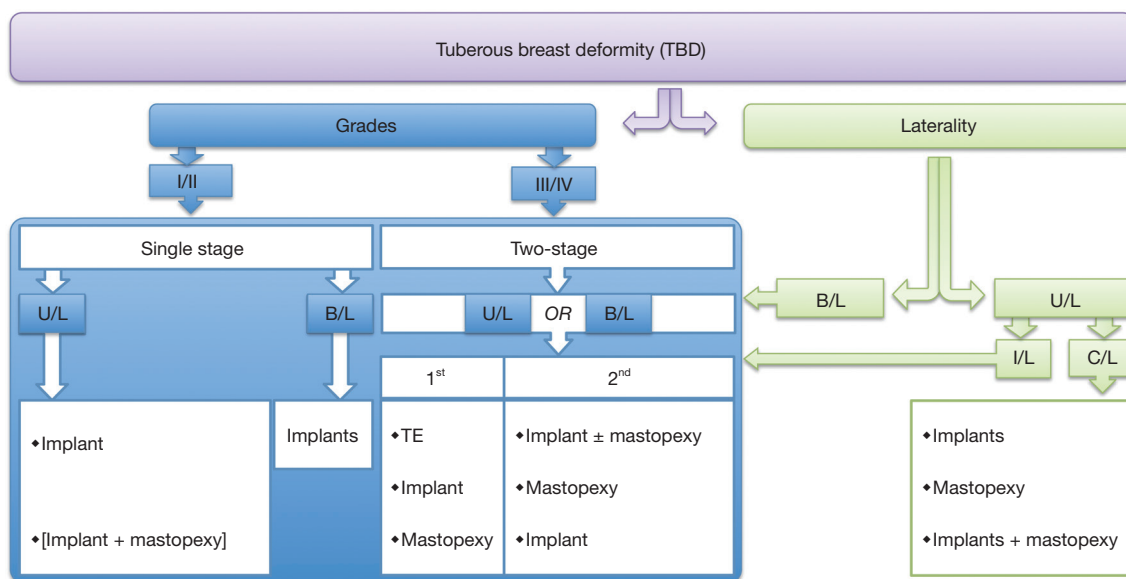 Tuberous breast deformity (TBD)
Grades
Laterality
I/II
III/IV
Single stage
Two-stage
U/L
B/L
U/L
OR
B/L
B/L
U/L
I/L
C/L
1st
2nd
◆Implant
◆[Implant + mastopexy]
Implants
◆TE
◆Implant
◆Mastopexy
◆Implant ± mastopexy
◆Mastopexy
◆Implant
◆Implants
◆Mastopexy
◆Implants + mastopexy